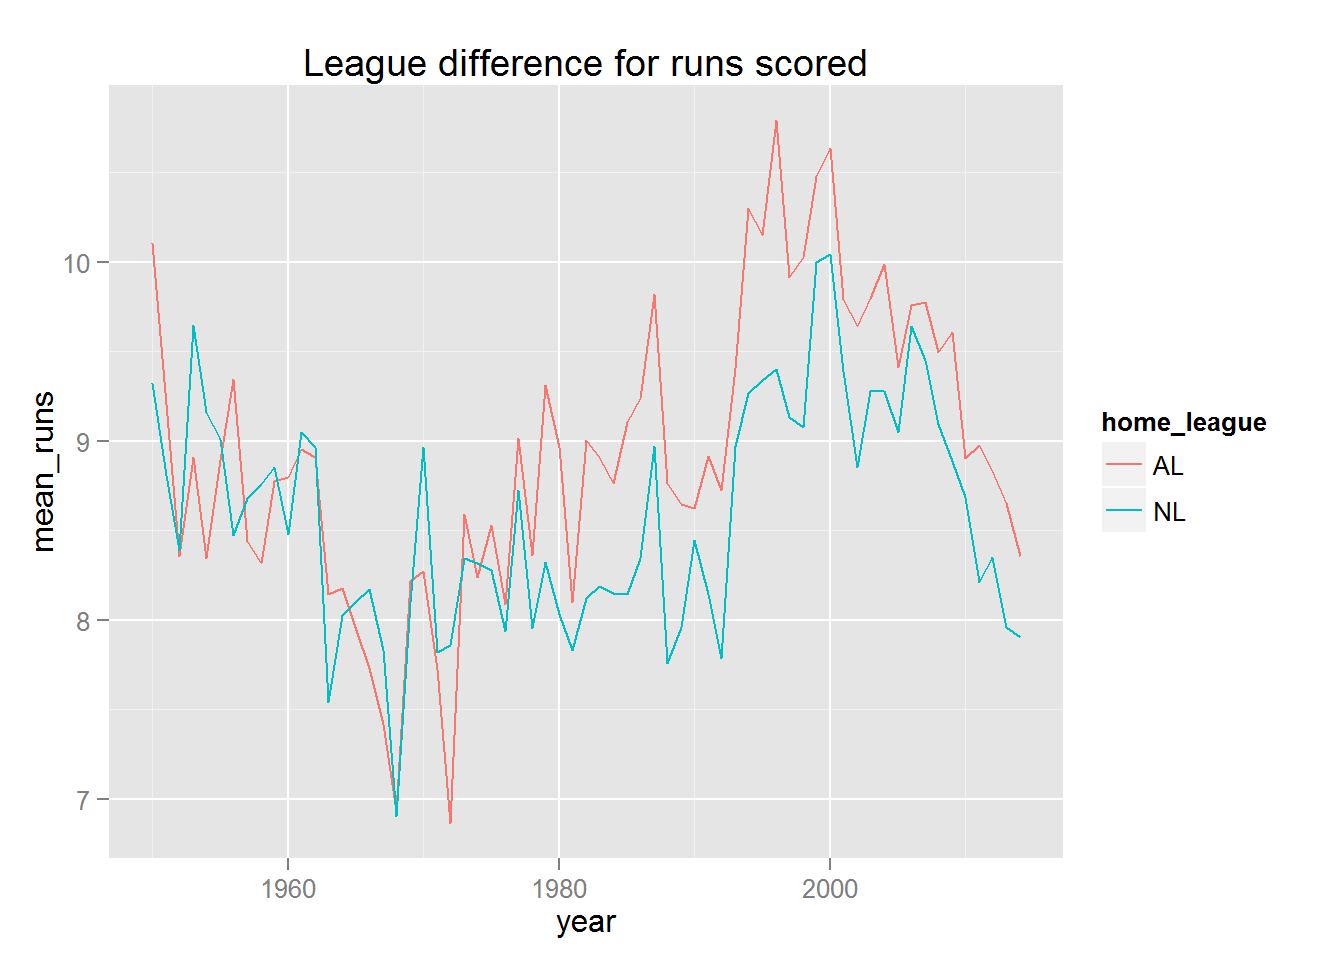 League difference for runs scored
10
9
8
7
mean_runs
1960
1980
2000
year
home_league
AL
NL